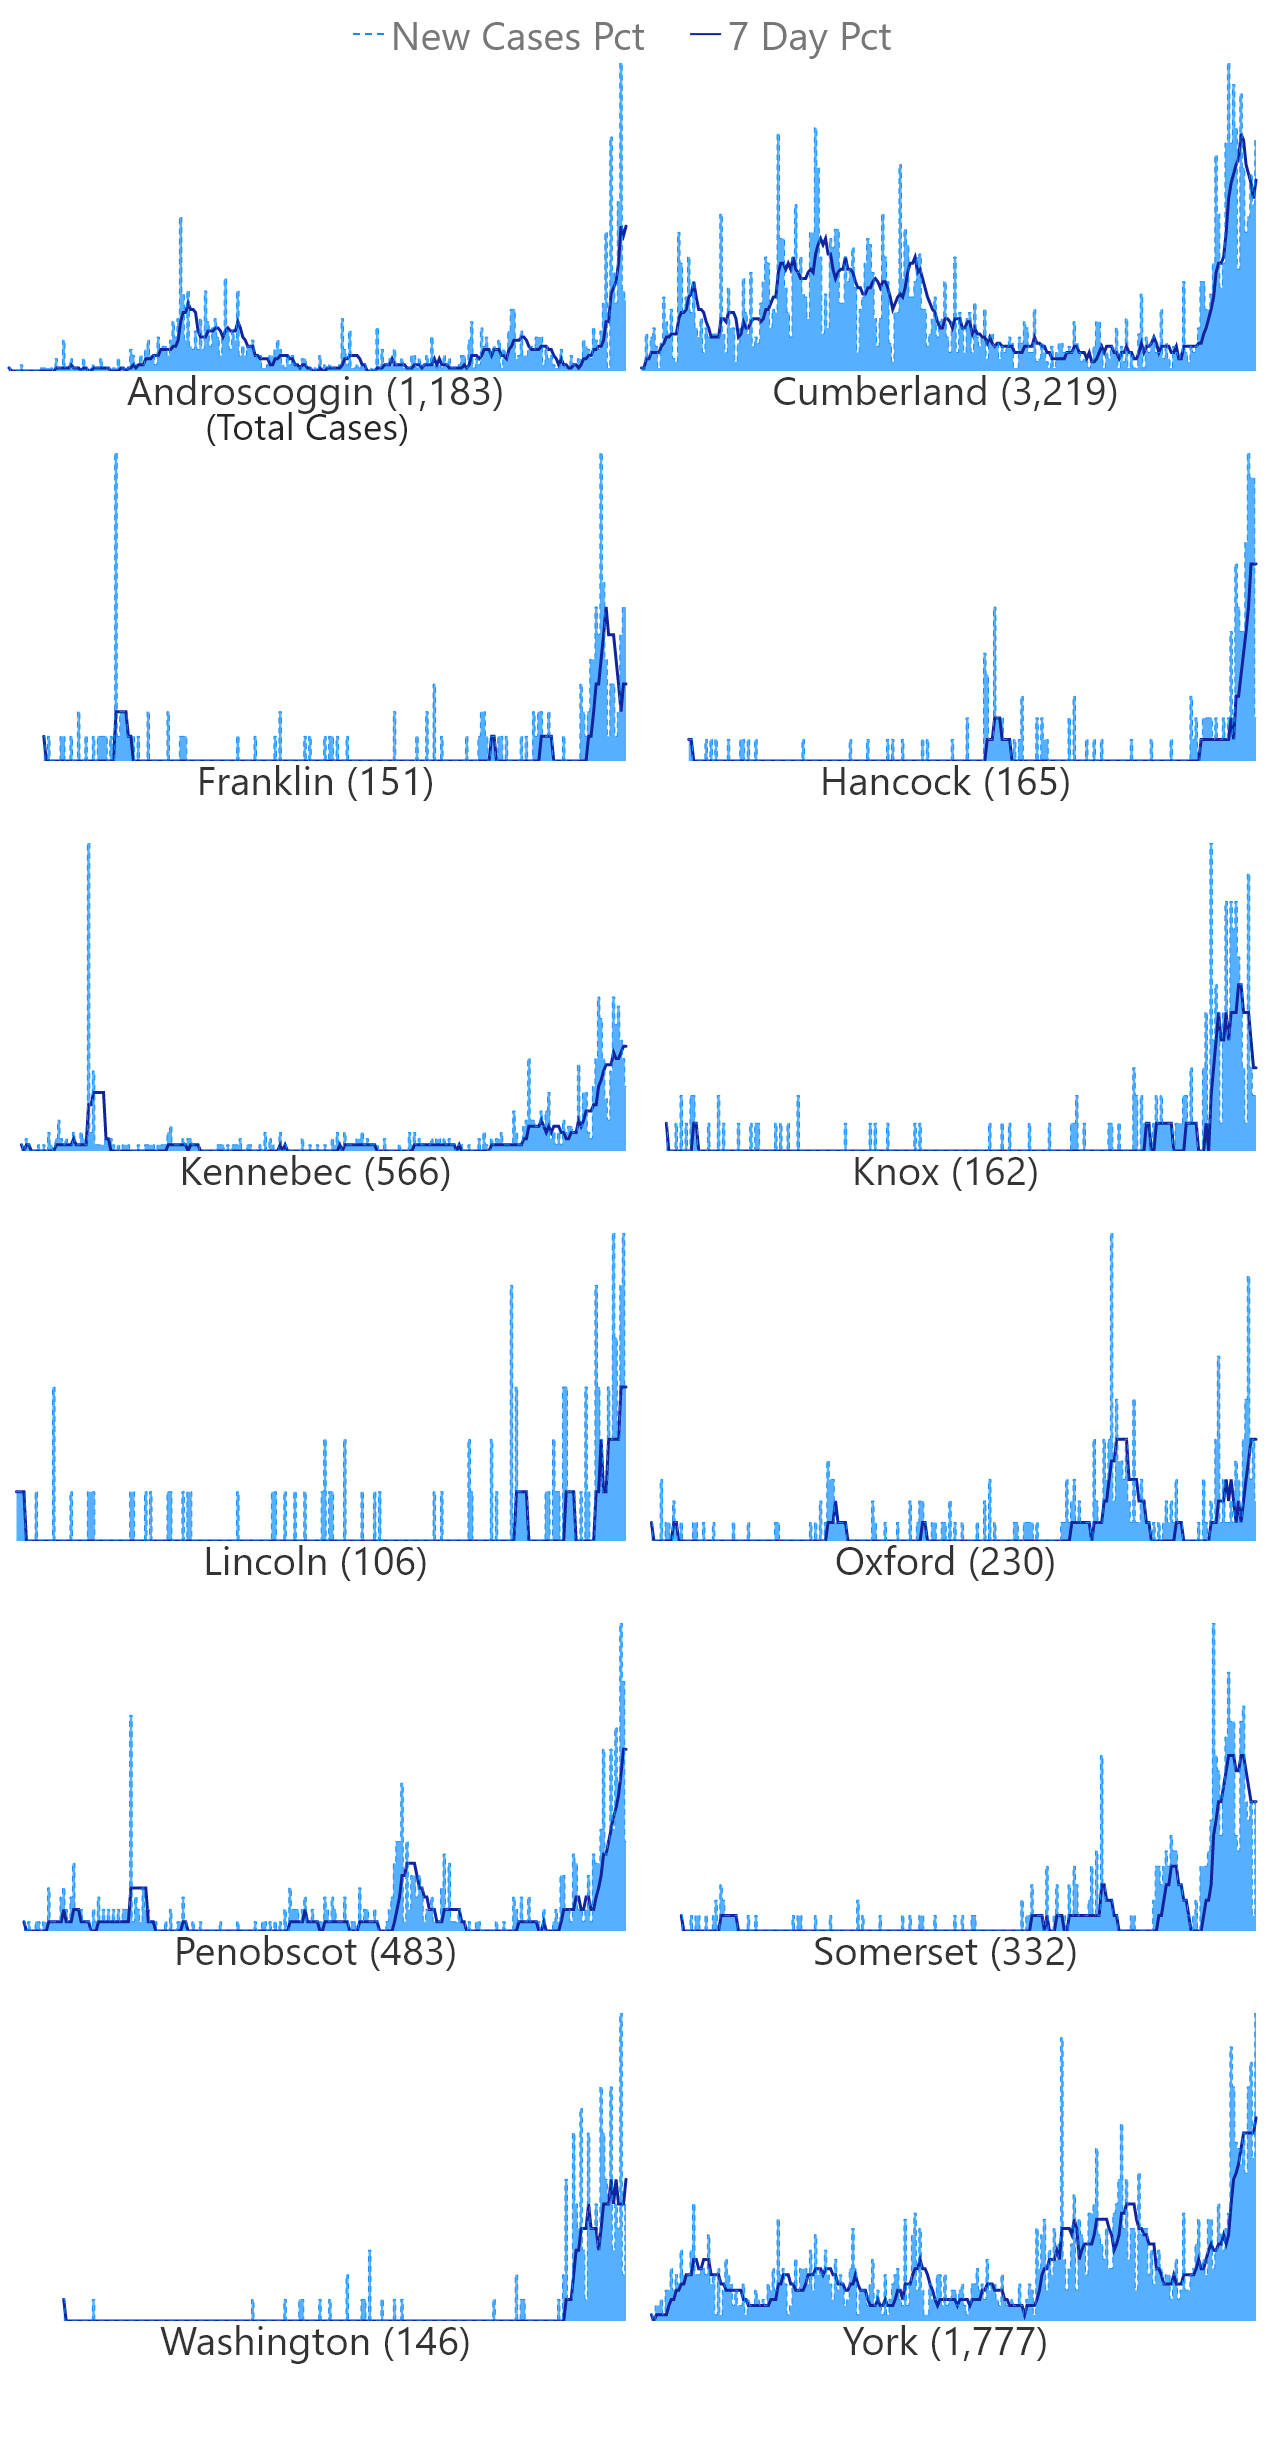 New Cases Pct 7 Day Pct
Androscoggin (1,183) Cumberland (3,219)
(Total Cases)
Franklin (151) Hancock (165)
Kennebec (566) Knox (162)
Lincoln (106) Oxford (230)
Penobscot (483) Somerset (332)
Washington (146) York (1,777)